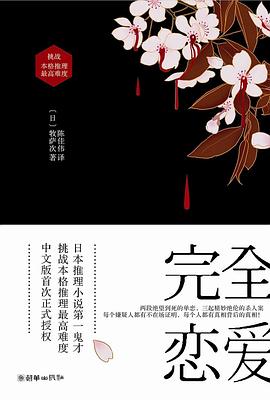 挑战
本格推理
最高难度
陈佳伟 译
〔日〕牧萨次 著
日本推理小说第一鬼才
挑战本格推理最高难度
中文版首次正式授权
完全
恋爱
两段绝望到死的单恋，三起精妙绝伦的杀人案
每个嫌疑人都有不在场证明，每个人都有真相背后的真相！